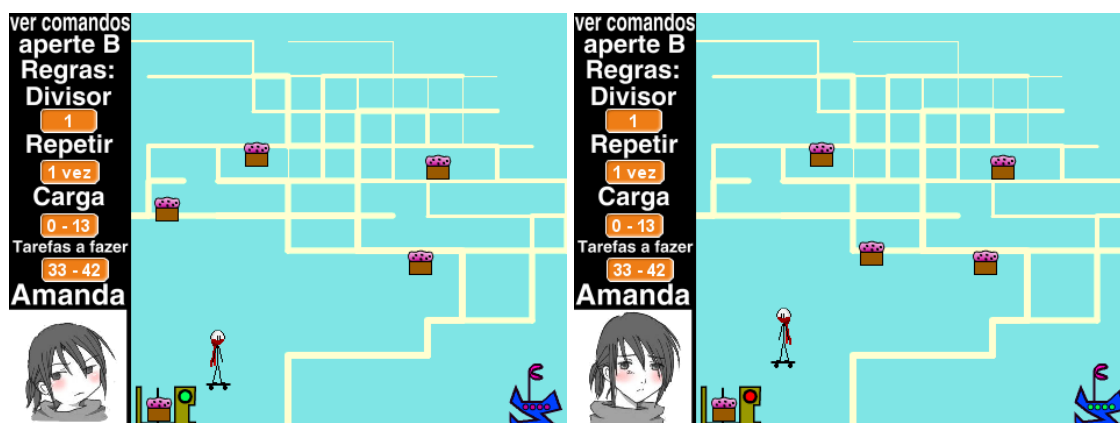 ver comandos
aperte B
Regras:
Divisor
1
Repetir
1 vez
Carga
0 - 13
Tarefas a fazer
33 - 42
Amanda
ver comandos
aperte B
Regras:
Divisor
1
Repetir
1 vez
Carga
0 - 13
Tarefas a fazer
33 - 42
Amanda